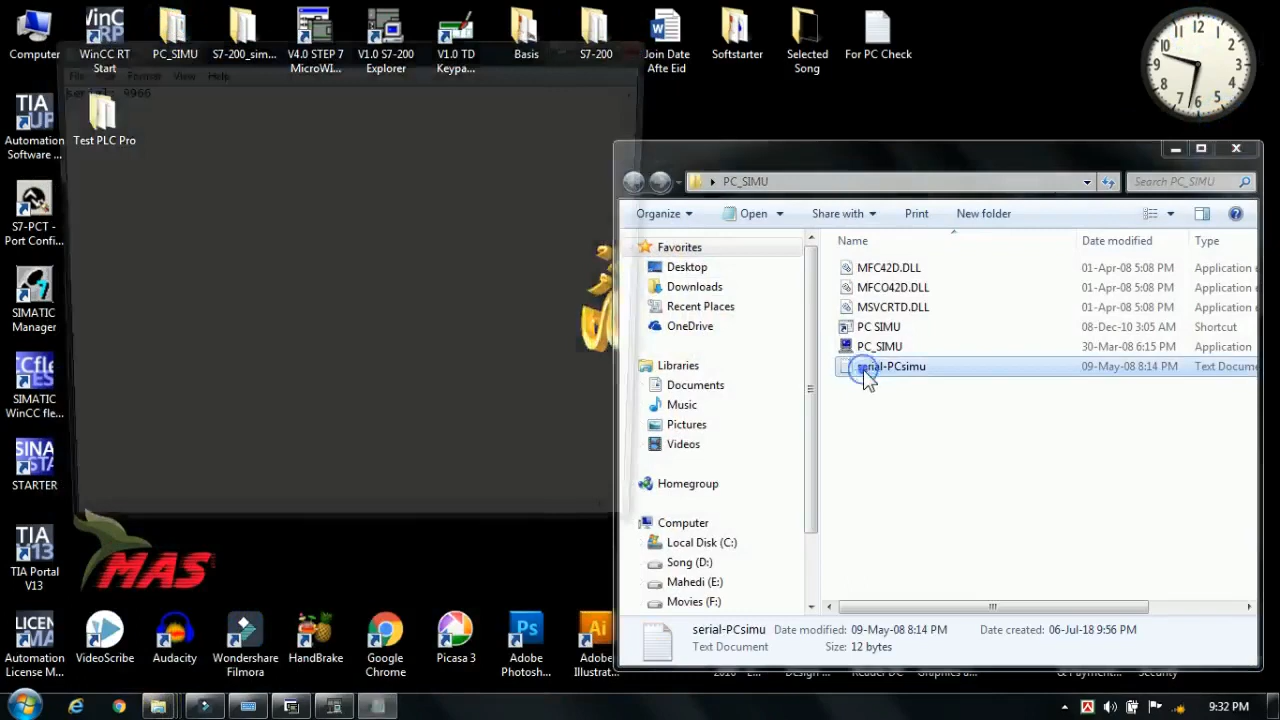 Computer
WinCC RT
Start
PC_SIMU
S7-200_sim...
V4.0 STEP 7
MicroWI...
V1.0 S7-200
Explorer
V1.0 TD
Keypa...
Basis
S7-200
Join Date
Afte Eid
Softstarter
Selected
Song
For PC Check
File
Format
View
Help
serial: 9966
Automation
Software ...
Test PLC Pro
S7-PCT -
Port Confi...
SIMATIC
Manager
SIMATIC
WinCC fle...
STARTER
TIA Portal
V13
MAS
Automation
License M...
VideoScribe
Audacity
Wondershare
Filmora
HandBrake
Google
Chrome
Picasa 3
Adobe
Photosh...
Adobe
Illustrat...
PC_SIMU
Search PC_SIMU
Organize
Open
Share with
Print
New folder
Name
Date modified
Type
Favorites
Desktop
Downloads
Recent Places
OneDrive
Libraries
Documents
Music
Pictures
Videos
Homegroup
Computer
Local Disk (C:)
Song (D:)
Mahedi (E:)
Movies (F:)
MFC42D.DLL 01-Apr-08 5:08 PM Application e
MFCO42D.DLL 01-Apr-08 5:08 PM Application e
MSVCRTD.DLL 01-Apr-08 5:08 PM Application e
PC SIMU 08-Dec-10 3:05 AM Shortcut
PC_SIMU 30-Mar-08 6:15 PM Application
serial-PCsimu 09-May-08 8:14 PM Text Docume
serial-PCsimu Date modified: 09-May-08 8:14 PM Date created: 06-Jul-18 9:56 PM
Text Document Size: 12 bytes
9:32 PM